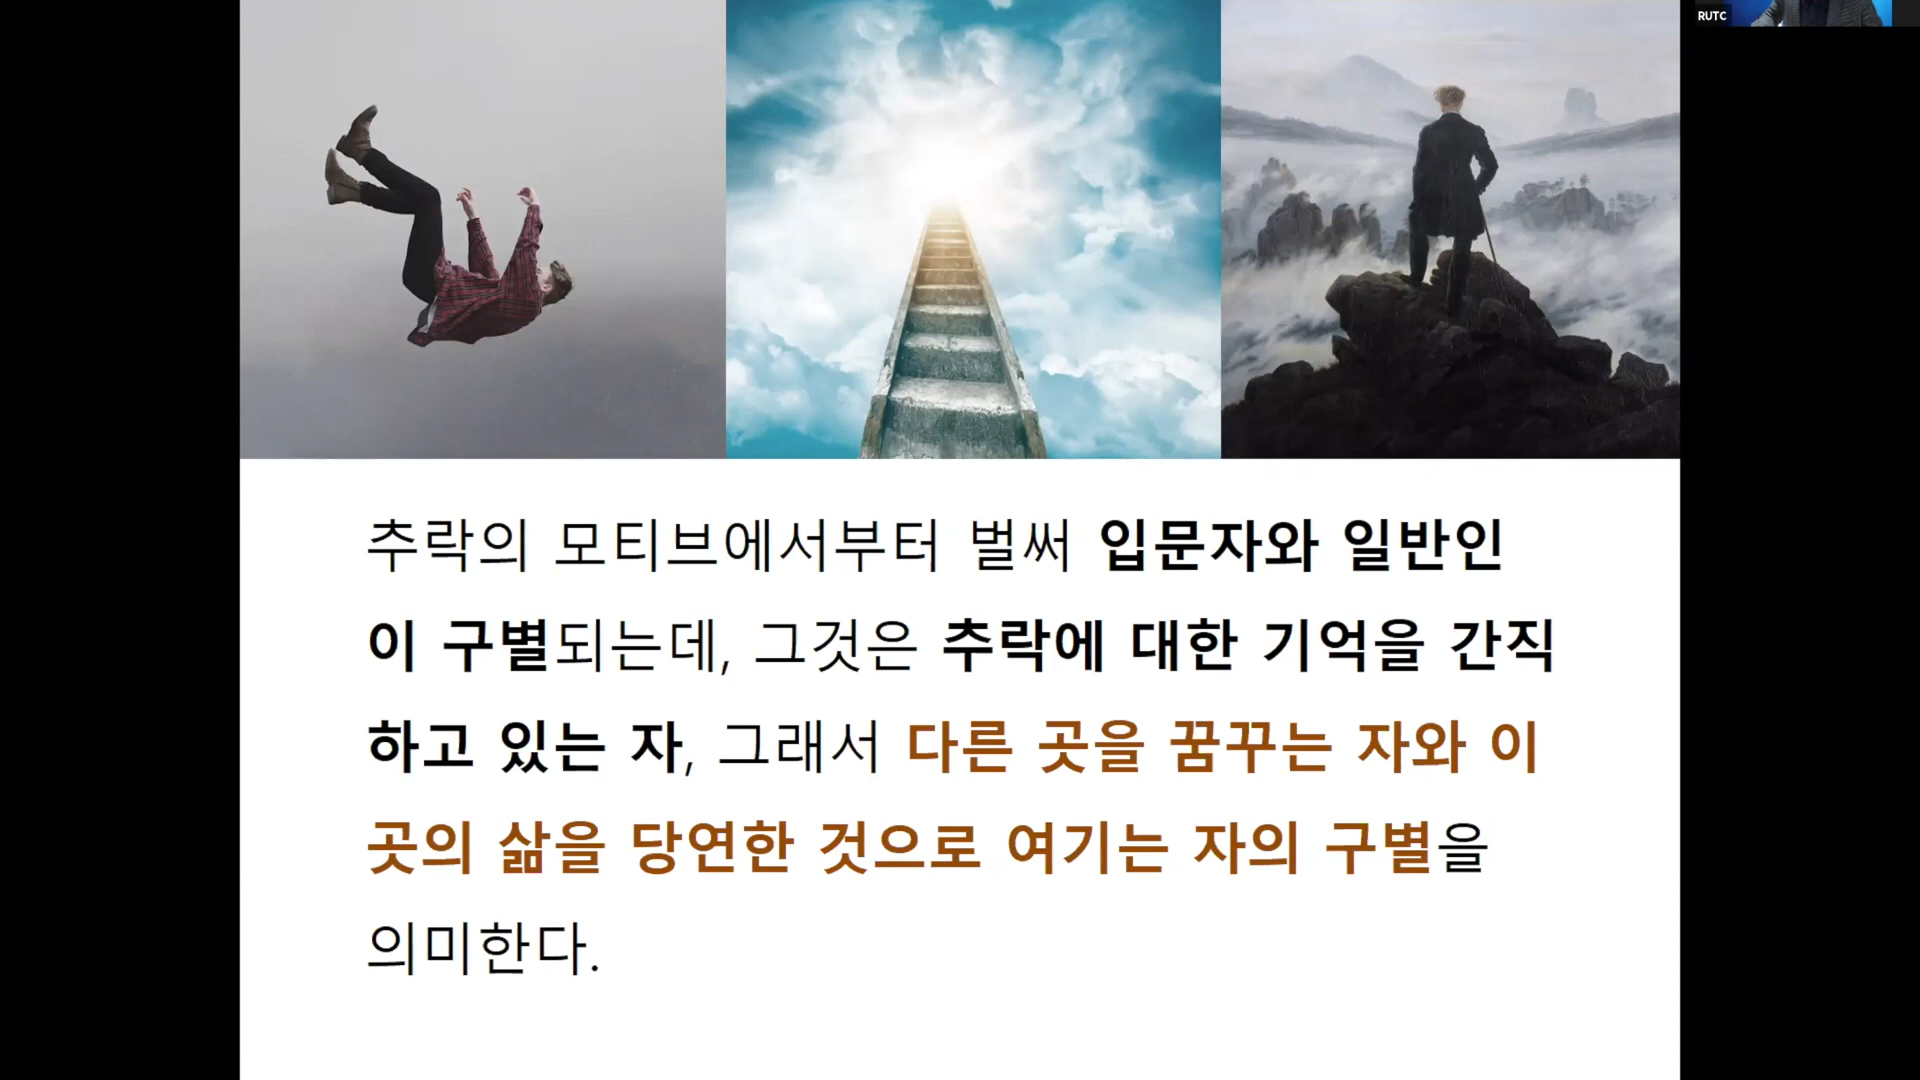 RUTC
추락의 모티브에서부터 벌써 입문자와 일반인
이 구별되는데, 그것은 추락에 대한 기억을 간직
하고 있는 자, 그래서 다른 곳을 꿈꾸는 자와 이
곳의 삶을 당연한 것으로 여기는 자의 구별을
의미한다.